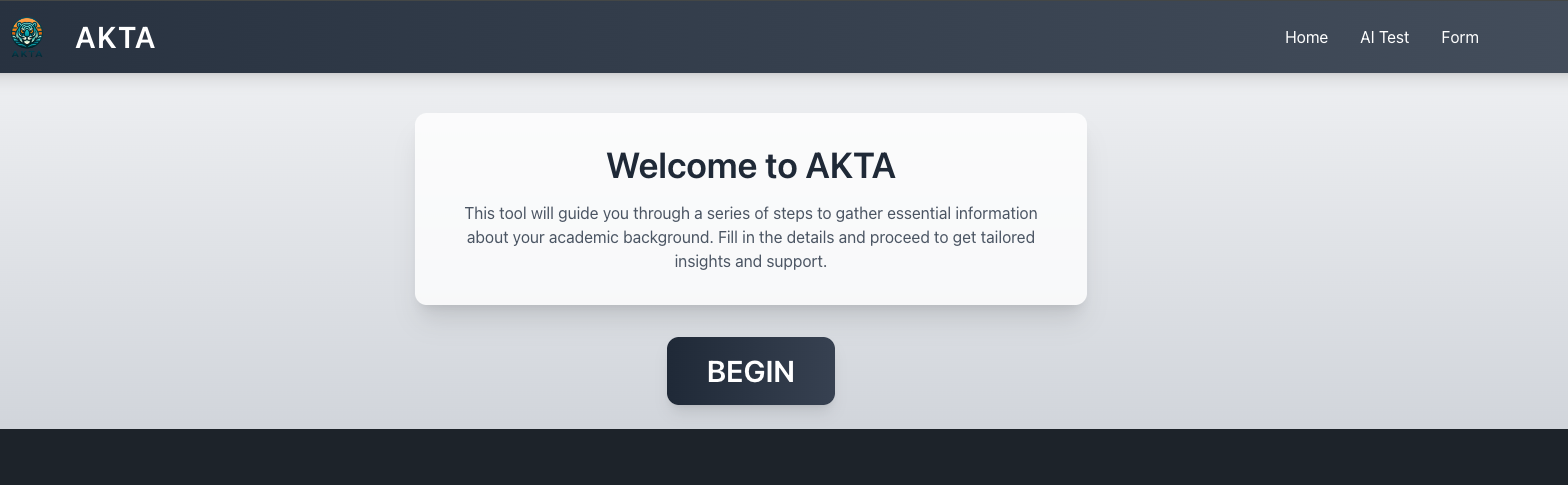 AKTA
AKTA
Home
AI Test
Form
Welcome to AKTA
This tool will guide you through a series of steps to gather essential information
about your academic background. Fill in the details and proceed to get tailored
insights and support.
BEGIN